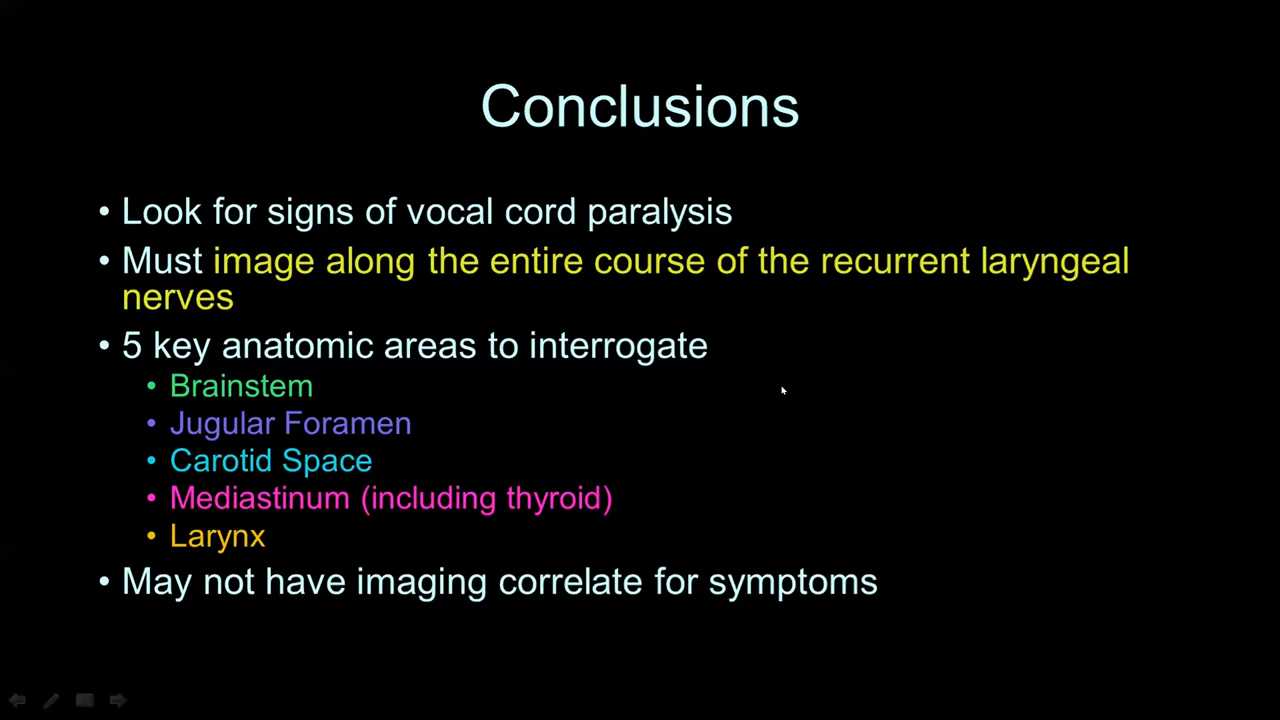 Conclusions
• Look for signs of vocal cord paralysis
• Must image along the entire course of the recurrent laryngeal
nerves
• 5 key anatomic areas to interrogate
• Brainstem
• Jugular Foramen
• Carotid Space
• Mediastinum (including thyroid)
• Larynx
• May not have imaging correlate for symptoms